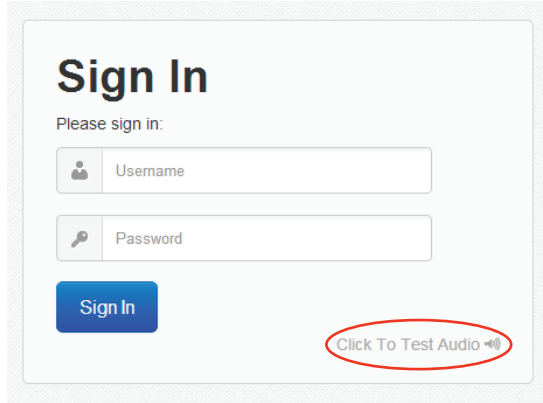 Sign In
Please sign in:
Username
Password
Sign In
Click To Test Audio